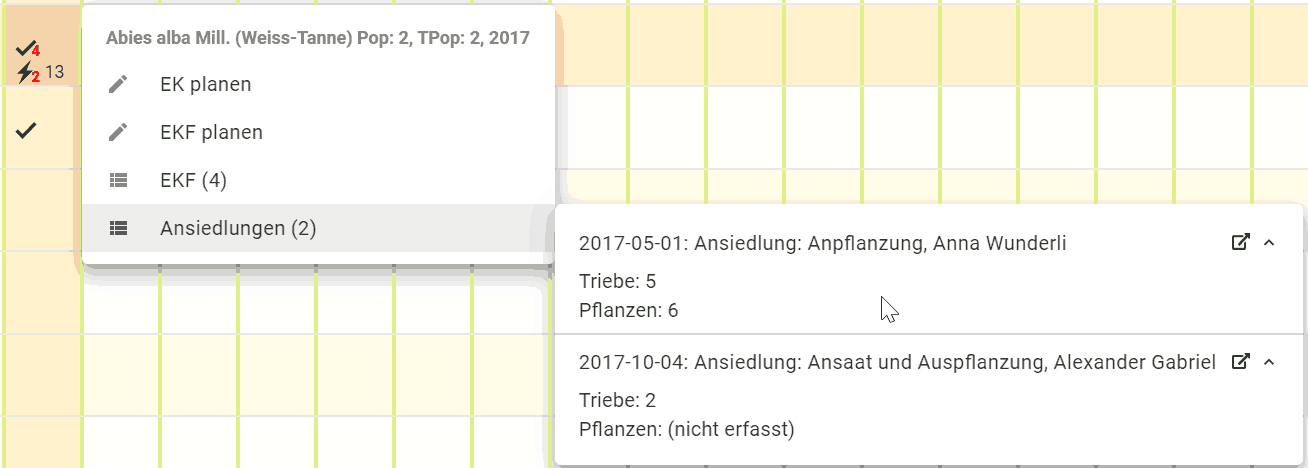 4
2 13
Abies alba Mill. (Weiss-Tanne) Pop: 2, TPop: 2, 2017
EK planen
EKF planen
EKF (4)
Ansiedlungen (2)
2017-05-01: Ansiedlung: Anpflanzung, Anna Wunderli
Triebe: 5
Pflanzen: 6
2017-10-04: Ansiedlung: Ansaat und Auspflanzung, Alexander Gabriel
Triebe: 2
Pflanzen: (nicht erfasst)